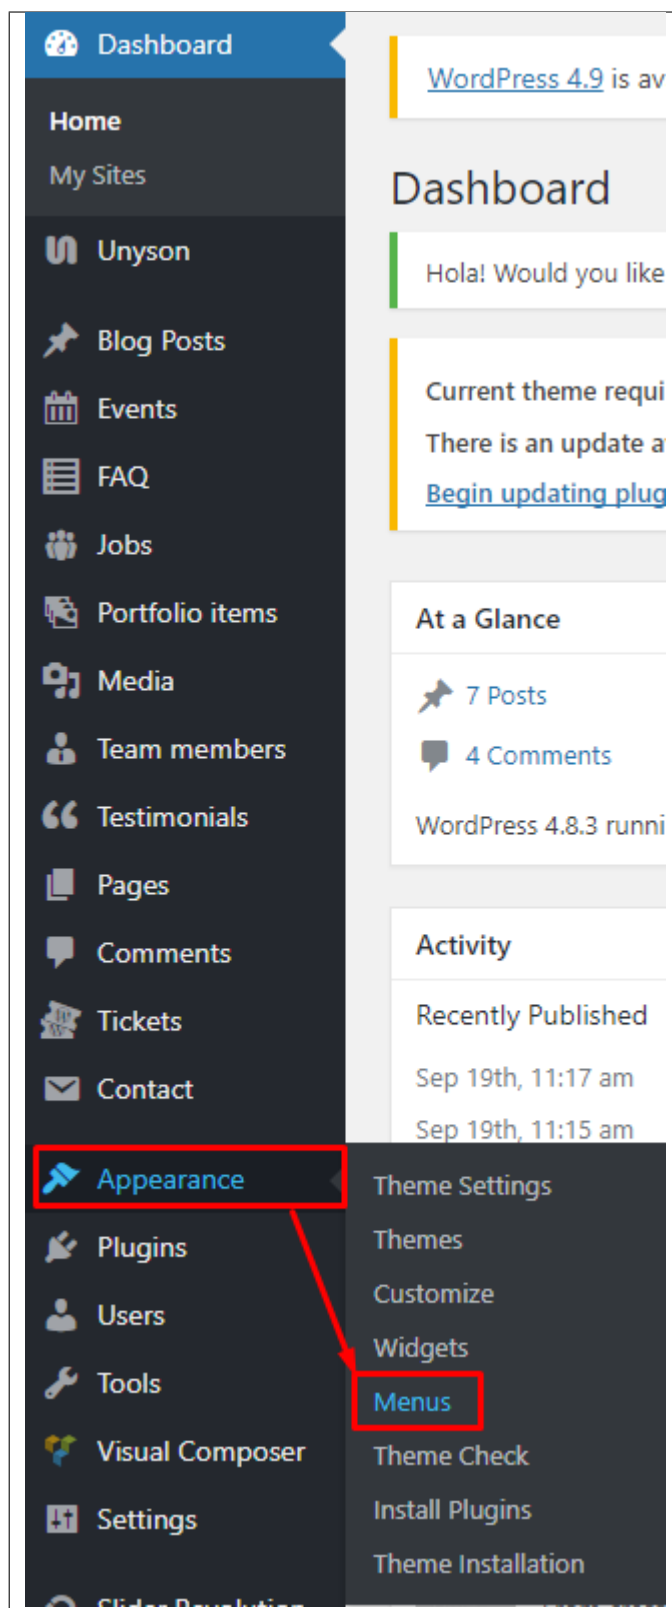 Dashboard
Home
My Sites
Unyson
Blog Posts
Events
FAQ
Jobs
Portfolio items
Media
Team members
Testimonials
Pages
Comments
Tickets
Contact
Appearance
Plugins
Users
Tools
Visual Composer
Settings
Slider Revolution
WordPress 4.9 is av
Dashboard
Hola! Would you like
Current theme requi
There is an update a
Begin updating plug
At a Glance
7 Posts
4 Comments
WordPress 4.8.3 runni
Activity
Recently Published
Sep 19th, 11:17 am
Sep 19th, 11:15 am
Theme Settings
Themes
Customize
Widgets
Menus
Theme Check
Install Plugins
Theme Installation